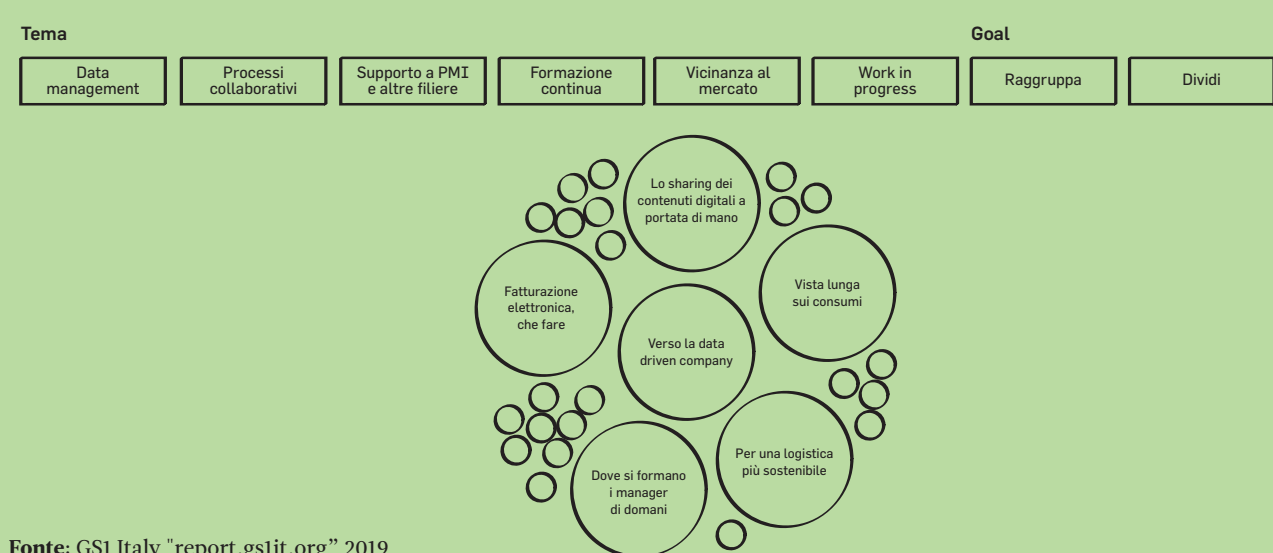 Tema
Goal
Data
management
Processi
collaborativi
Supporto a PMI
e altre filiere
Formazione
continua
Vicinanza al
mercato
Work in
progress
Raggruppa
Dividi
Lo sharing dei
contenuti digitali a
portata di mano
Fatturazione
elettronica,
che fare
Vista lunga
sui consumi
Verso la data
driven company
Dove si formano
i manager
di domani
Per una logistica
più sostenibile
Fonte: GS1 Italy "report.gs1it.org” 2019